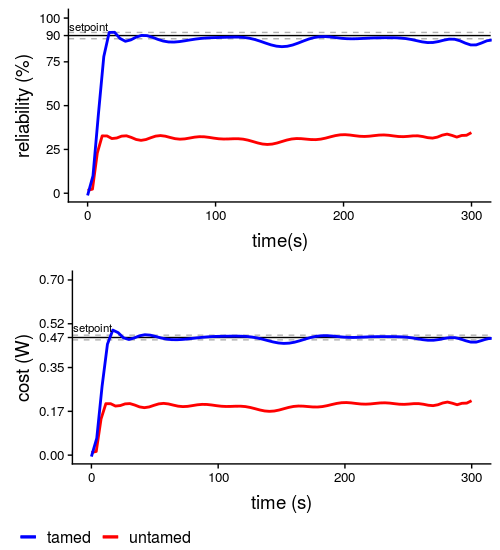 100
setpoint
90
75
50
25
0
reliability (%)
0 100 200 300
time(s)
0.70
0.52
setpoint
0.47
0.35
0.17
0.00
cost (W)
0 100 200 300
time (s)
tamed untamed